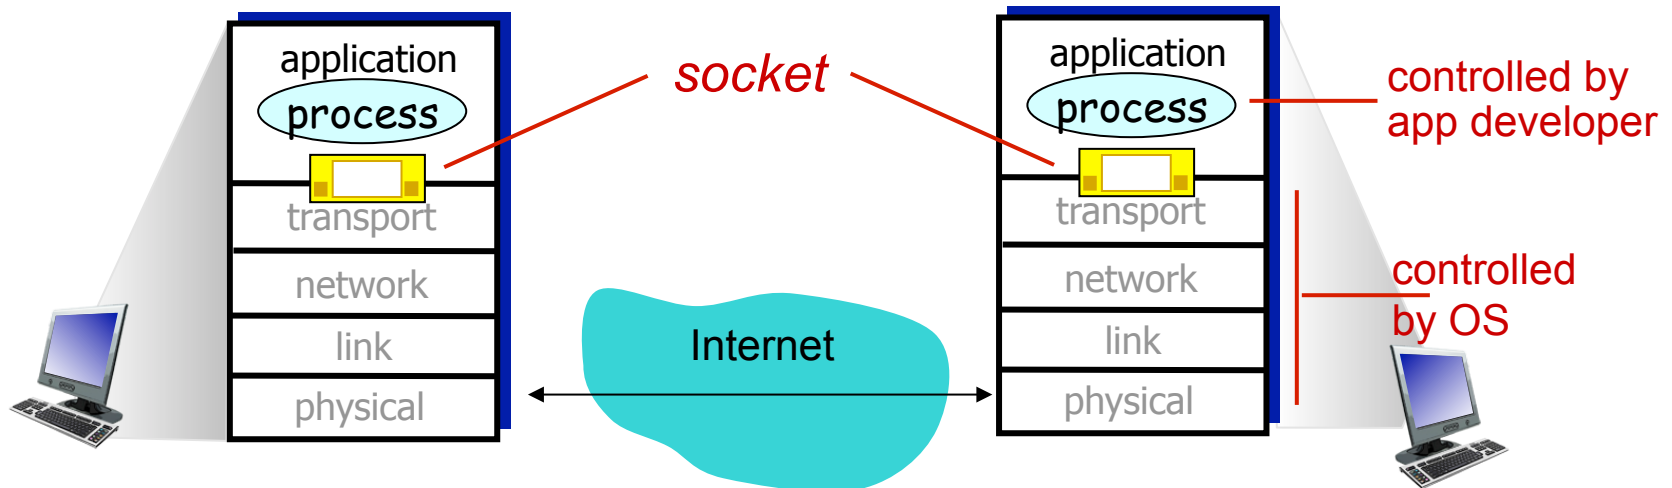 application
process
transport
network
link
physical
socket
Internet
application
process
transport
network
link
physical
controlled by
app developer
controlled
by OS